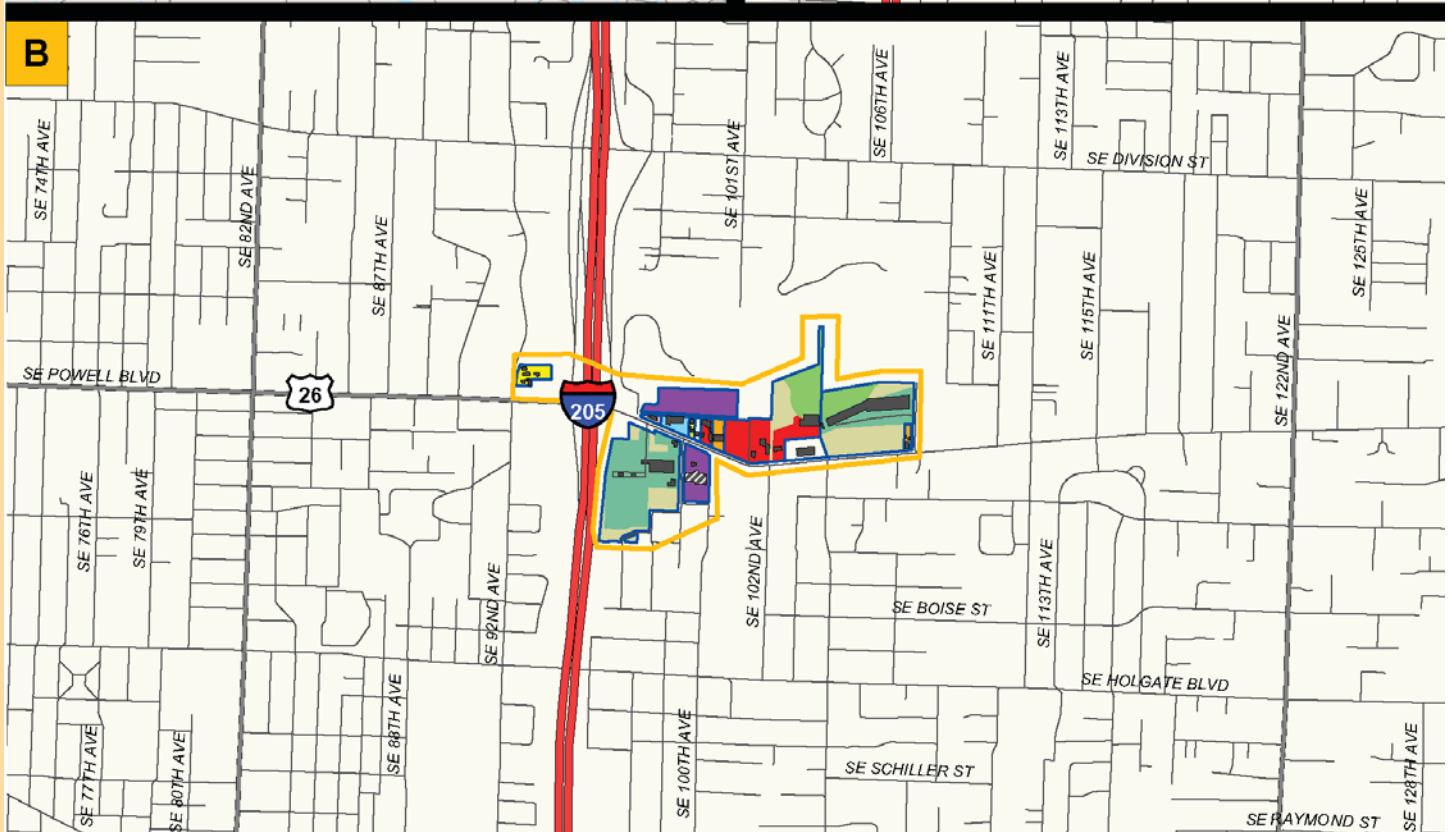 B
SE 106TH AVE
SE 113TH AVE
SE 74TH AVE
SE 101ST AVE
SE DIVISION ST
SE 82ND AVE
SE 87TH AVE
SE 125TH AVE
SE 111TH AVE
SE 115TH AVE
SE 122ND AVE
SE POWELL BLVD
26
205
SE 76TH AVE
SE 79TH AVE
SE 102ND AVE
SE 92ND AVE
SE 113TH AVE
SE BOISE ST
SE HOLGATE BLVD
SE 88TH AVE
SE 100TH AVE
SE 77TH AVE
SE 80TH AVE
SE SCHILLER ST
SE 128TH AVE
SE RAYMOND ST